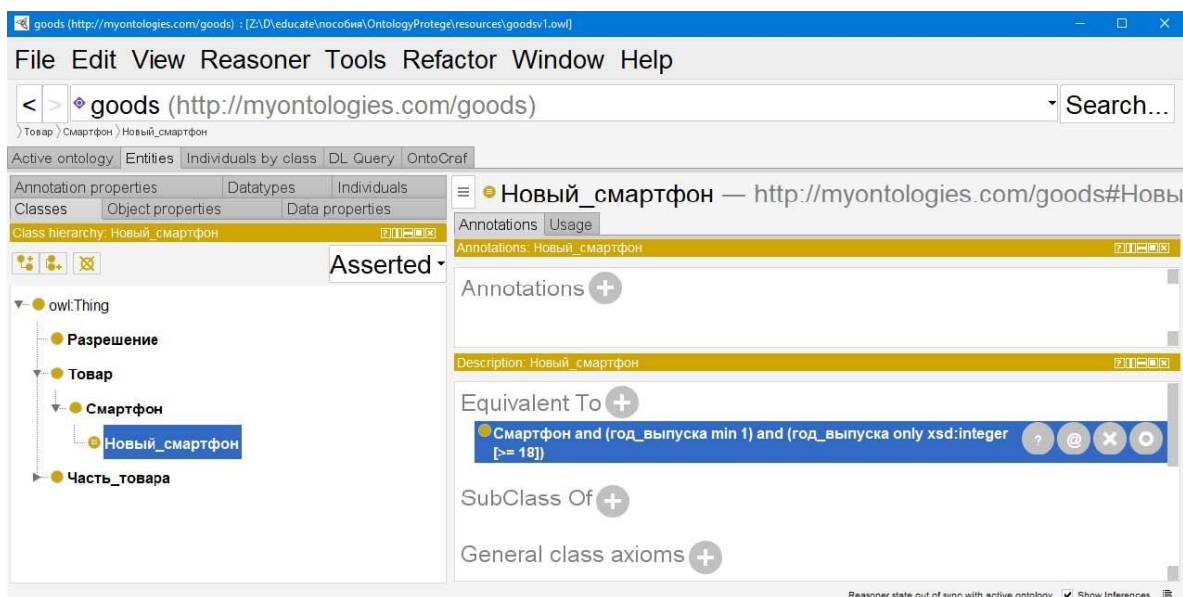 goods (http://myontologies.com/goods) : [Z:\D\educate\пособия\OntologyProtege\resources\goodsv1.owl]
File Edit View Reasoner Tools Refactor Window Help
< > goods (http://myontologies.com/goods) Search...
Товар Смартфон Новый_смартфон
Active ontology Entities Individuals by class DL Query OntoGraf
Annotation properties Datatypes Individuals
Classes Object properties Data properties
Class hierarchy: Новый_смартфон
Asserted
owl:Thing
Разрешение
Товар
Смартфон
Новый_смартфон
Часть_товара
Новый_смартфон — http://myontologies.com/goods#Новы
Annotations Usage
Annotations: Новый_смартфон
Annotations
Description: Новый_смартфон
Equivalent To
Смартфон and (год_выпуска min 1) and (год_выпуска only xsd:integer
[>= 18])
? @
SubClass Of
General class axioms
Reasoner state out of sync with active ontology Show Inferences